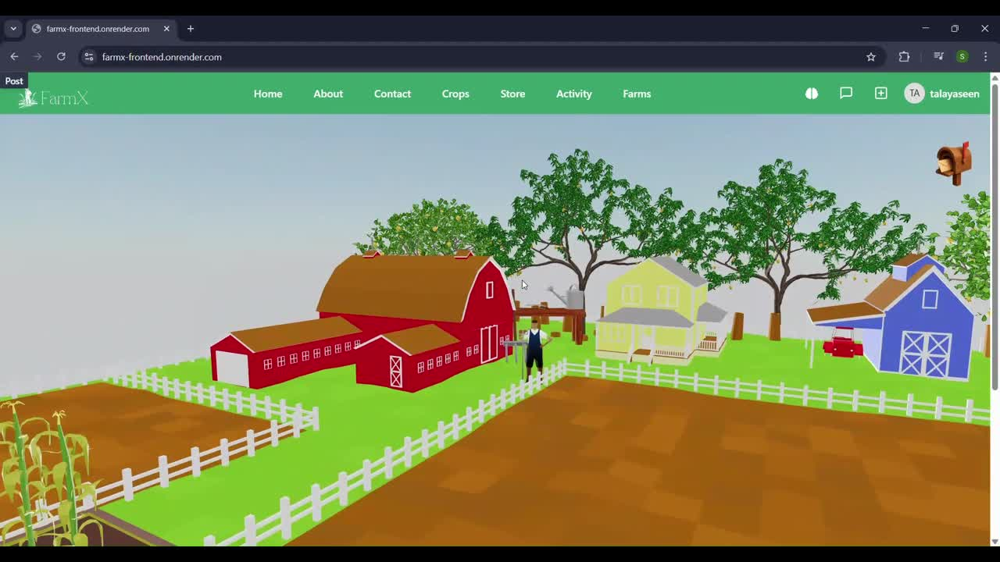 farmx-frontend.onrender.com
farmx-frontend.onrender.com
S
Post
FarmX
Home About Contact Crops Store Activity Farms
TA talayaseen